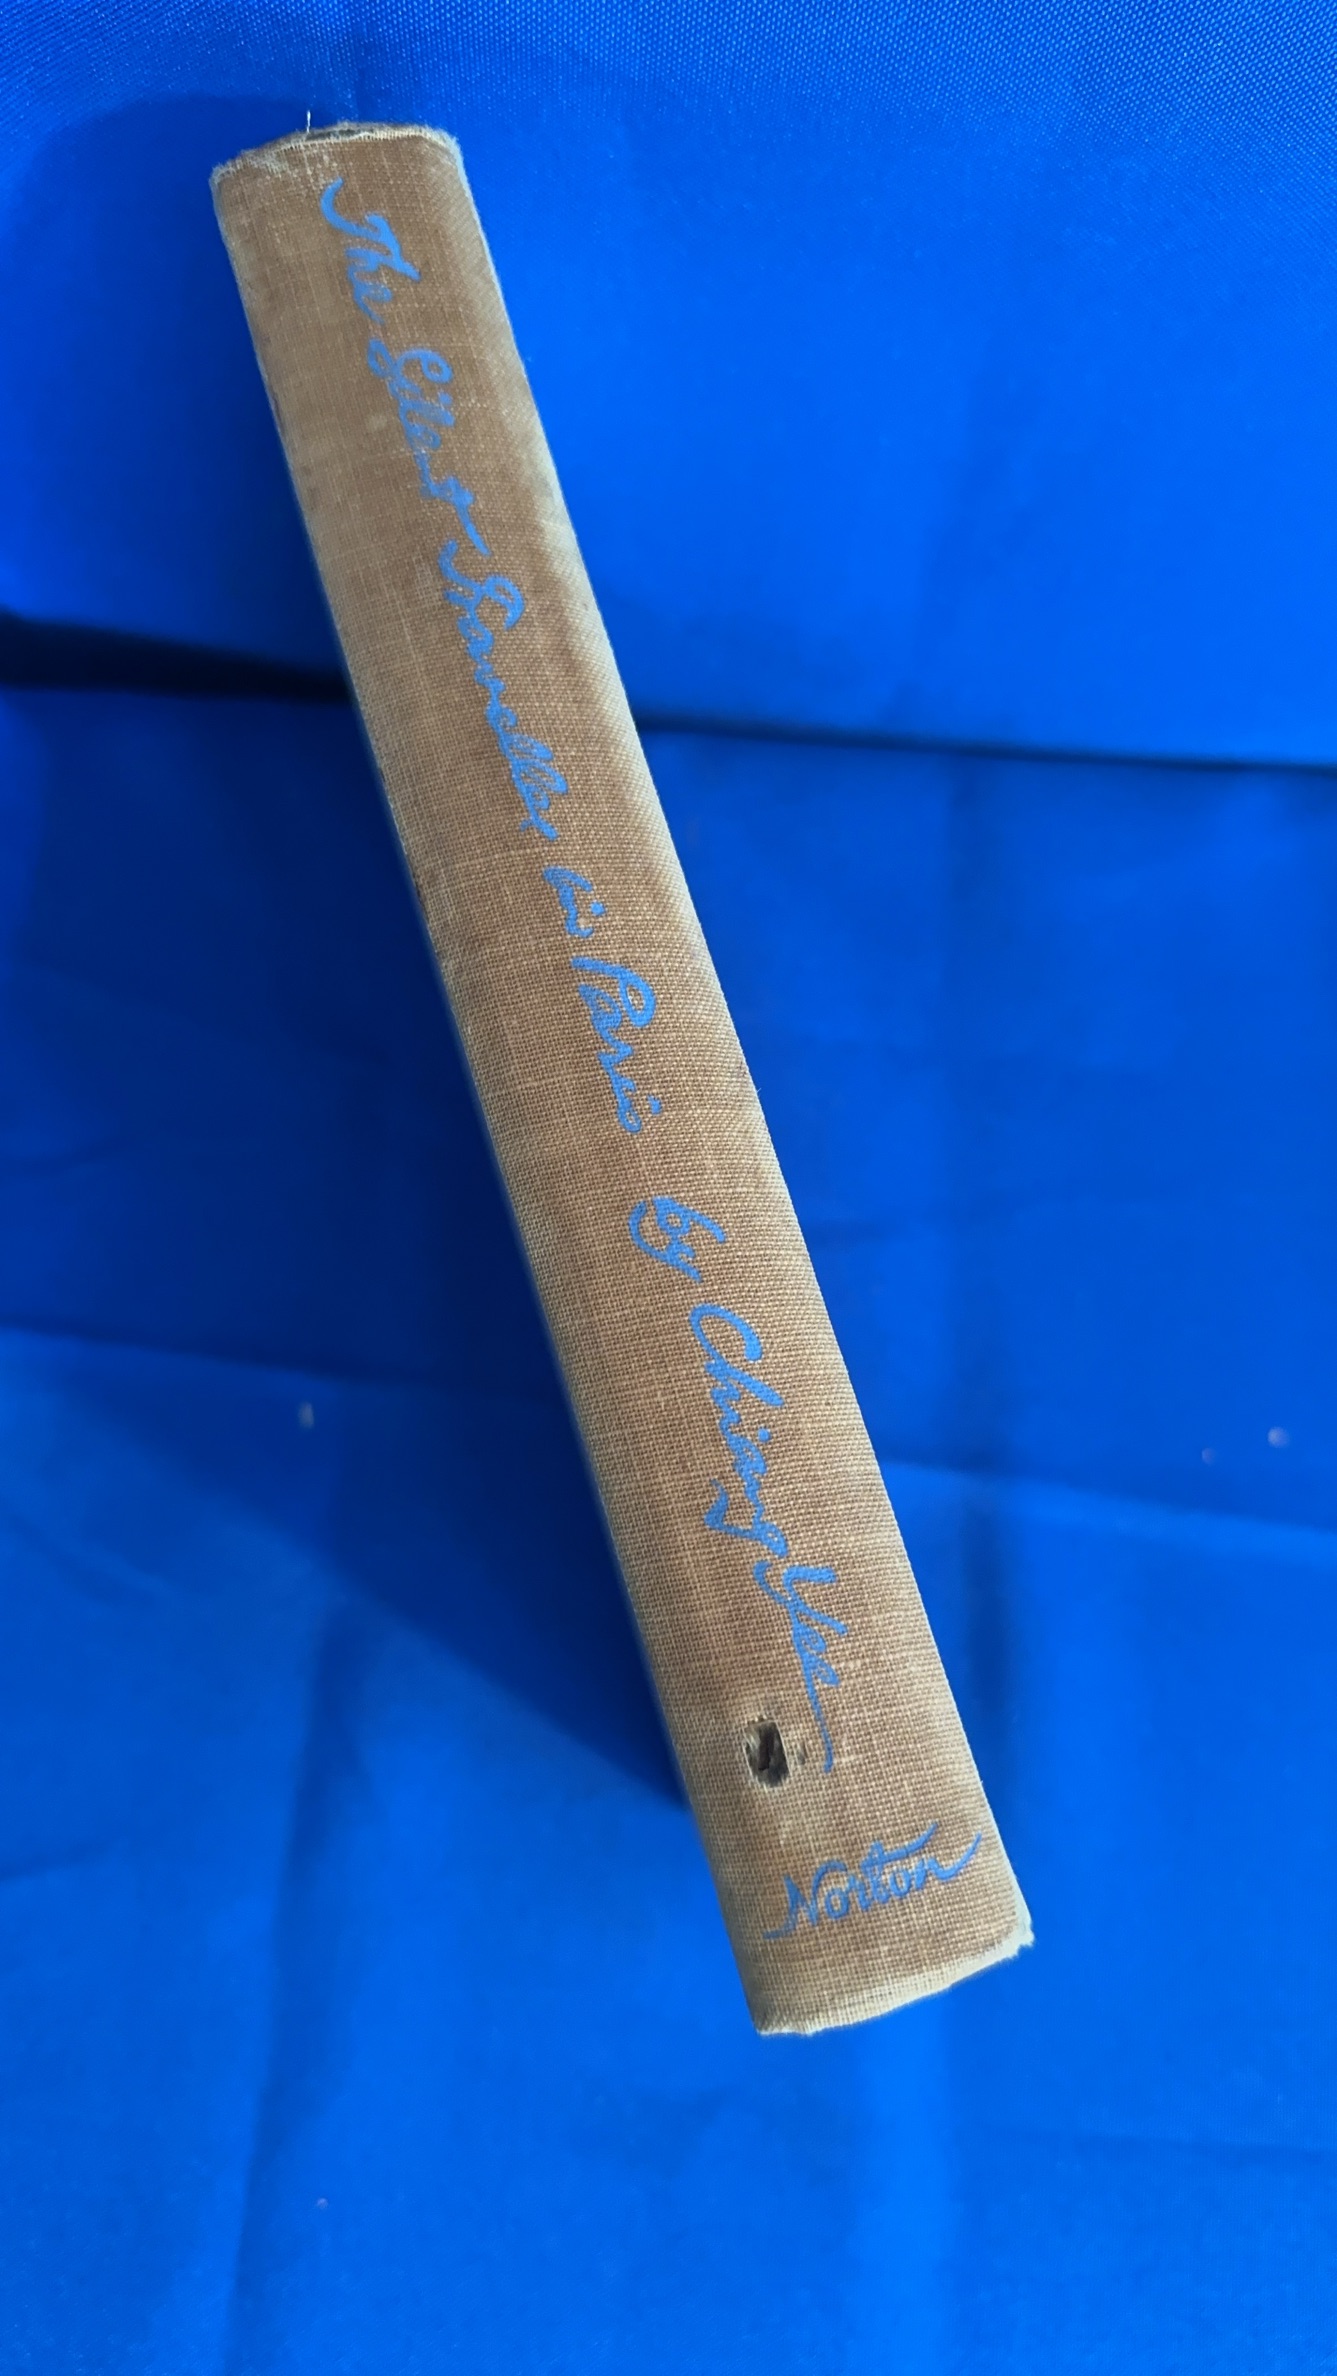 The Silent Traveller in Paris by Chiang Yee
Norton